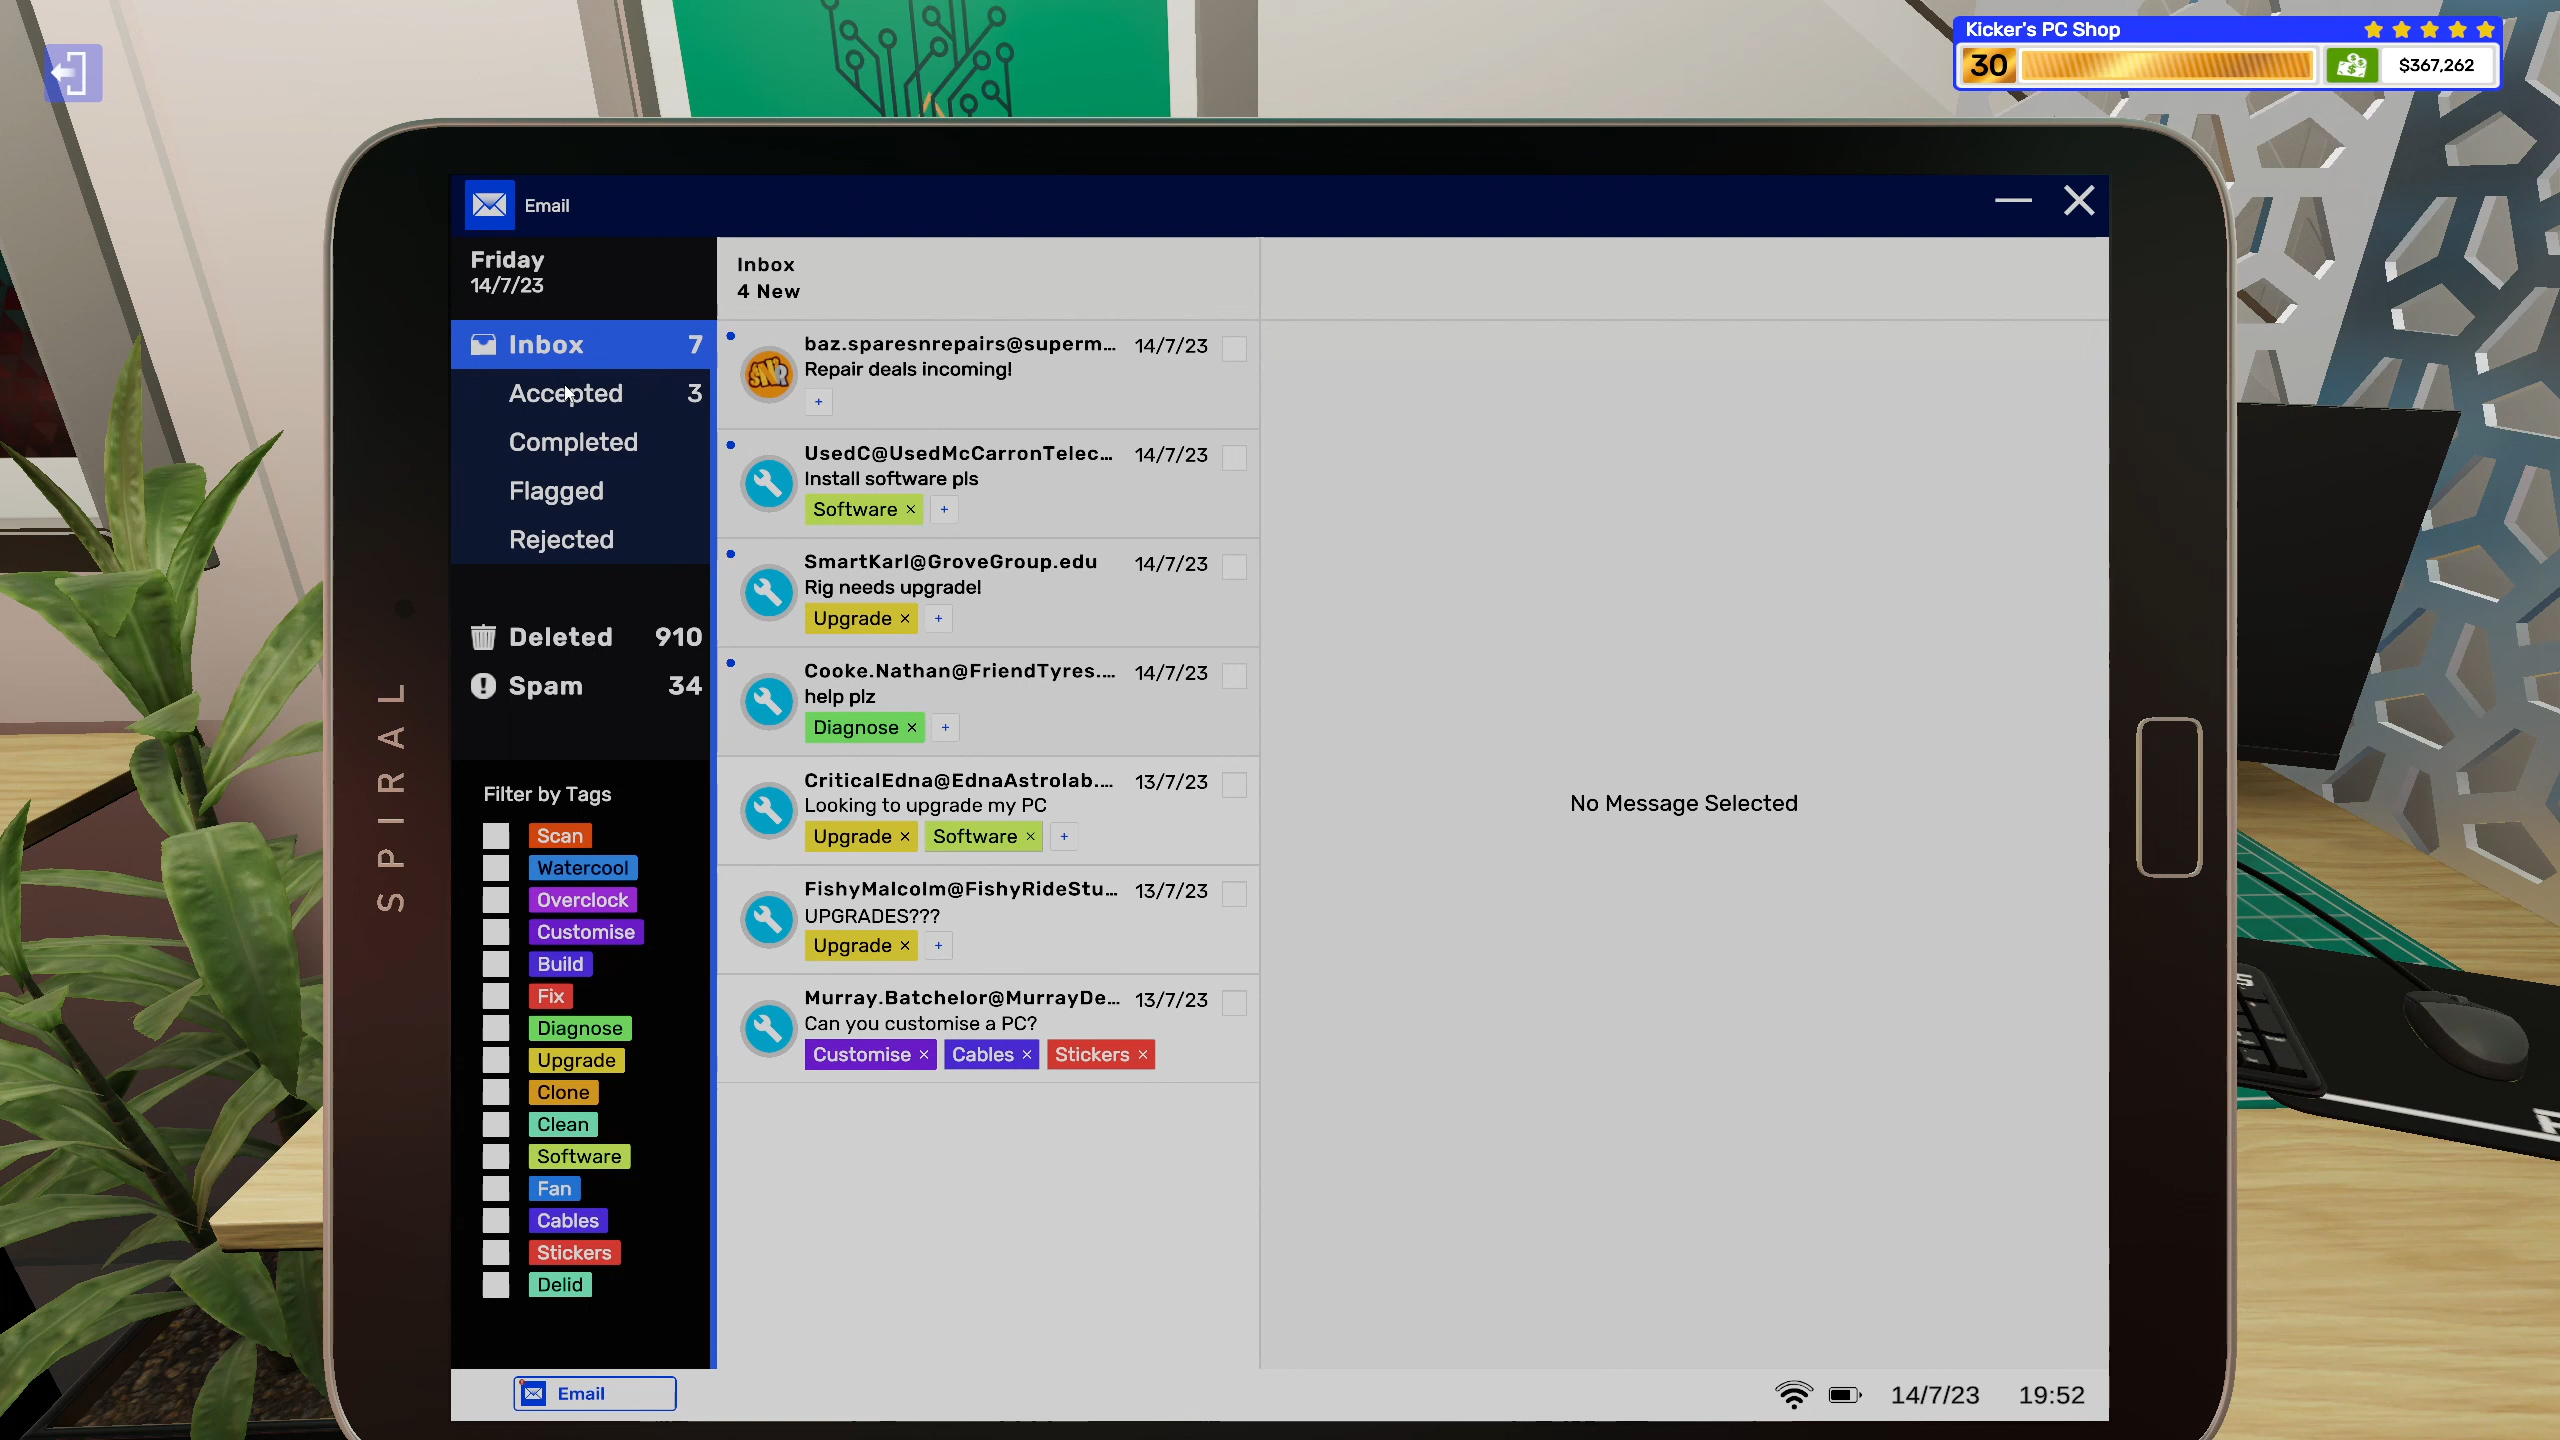 Kicker's PC Shop
30
$367,262
Email
Friday
14/7/23
Inbox 7
Accepted 3
Completed
Flagged
Rejected
Deleted 910
Spam 34
Filter by Tags
Scan
Watercool
Overclock
Customise
Build
Fix
Diagnose
Upgrade
Clone
Clean
Software
Fan
Cables
Stickers
Delid
Inbox
4 New
baz.sparesnrepairs@superm... 14/7/23
SNR
Repair deals incoming!
+
UsedC@UsedMcCarronTelec... 14/7/23
Install software pls
Software × +
SmartKarl@GroveGroup.edu 14/7/23
Rig needs upgrade!
Upgrade × +
Cooke.Nathan@FriendTyres.... 14/7/23
help plz
Diagnose × +
CriticalEdna@EdnaAstrolab.... 13/7/23
Looking to upgrade my PC
Upgrade × Software × +
FishyMalcolm@FishyRideStu... 13/7/23
UPGRADES???
Upgrade × +
Murray.Batchelor@MurrayDe... 13/7/23
Can you customise a PC?
Customise × Cables × Stickers ×
No Message Selected
SPIRAL
Email
14/7/23 19:52